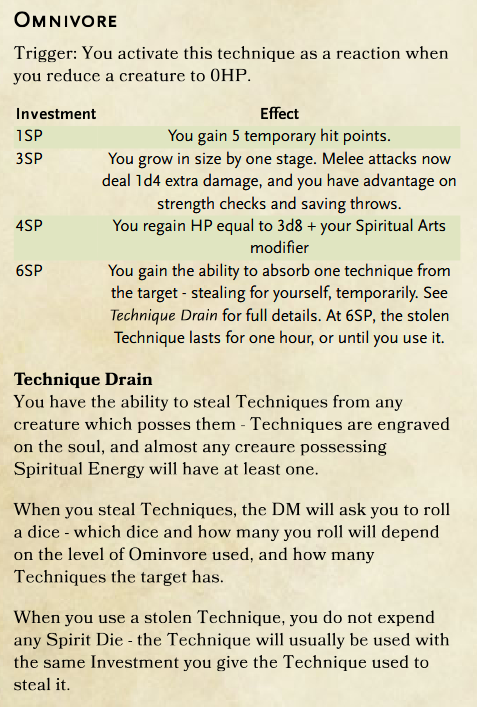 OMNIVORE
Trigger: You activate this technique as a reaction when
you reduce a creature to 0HP.
Investment Effect
1SP You gain 5 temporary hit points.
3SP You grow in size by one stage. Melee attacks now
deal 1d4 extra damage, and you have advantage on
strength checks and saving throws.
4SP You regain HP equal to 3d8 + your Spiritual Arts
modifier
6SP You gain the ability to absorb one technique from
the target - stealing for yourself, temporarily. See
Technique Drain for full details. At 6SP, the stolen
Technique lasts for one hour, or until you use it.
Technique Drain
You have the ability to steal Techniques from any
creature which posses them - Techniques are engraved
on the soul, and almost any creaure possessing
Spiritual Energy will have at least one.
When you steal Techniques, the DM will ask you to roll
a dice - which dice and how many you roll will depend
on the level of Ominvore used, and how many
Techniques the target has.
When you use a stolen Technique, you do not expend
any Spirit Die - the Technique will usually be used with
the same Investment you give the Technique used to
steal it.